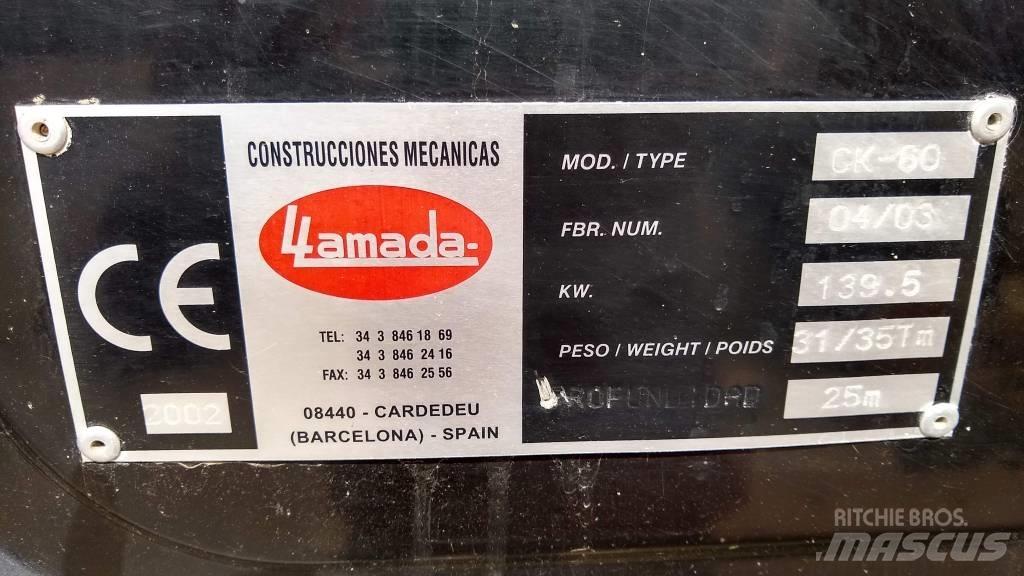 CE
2002
CONSTRUCCIONES MECANICAS
Llamada
TEL: 34 3 846 18 69
34 3 846 24 16
FAX: 34 3 846 25 56
08440 - CARDEDEU
(BARCELONA) - SPAIN
MOD. / TYPE CK-60
FBR. NUM. 04/03
KW. 139.5
PESO / WEIGHT / POIDS 31/35Tm
25m
RITCHIE BROS.
MASCUS